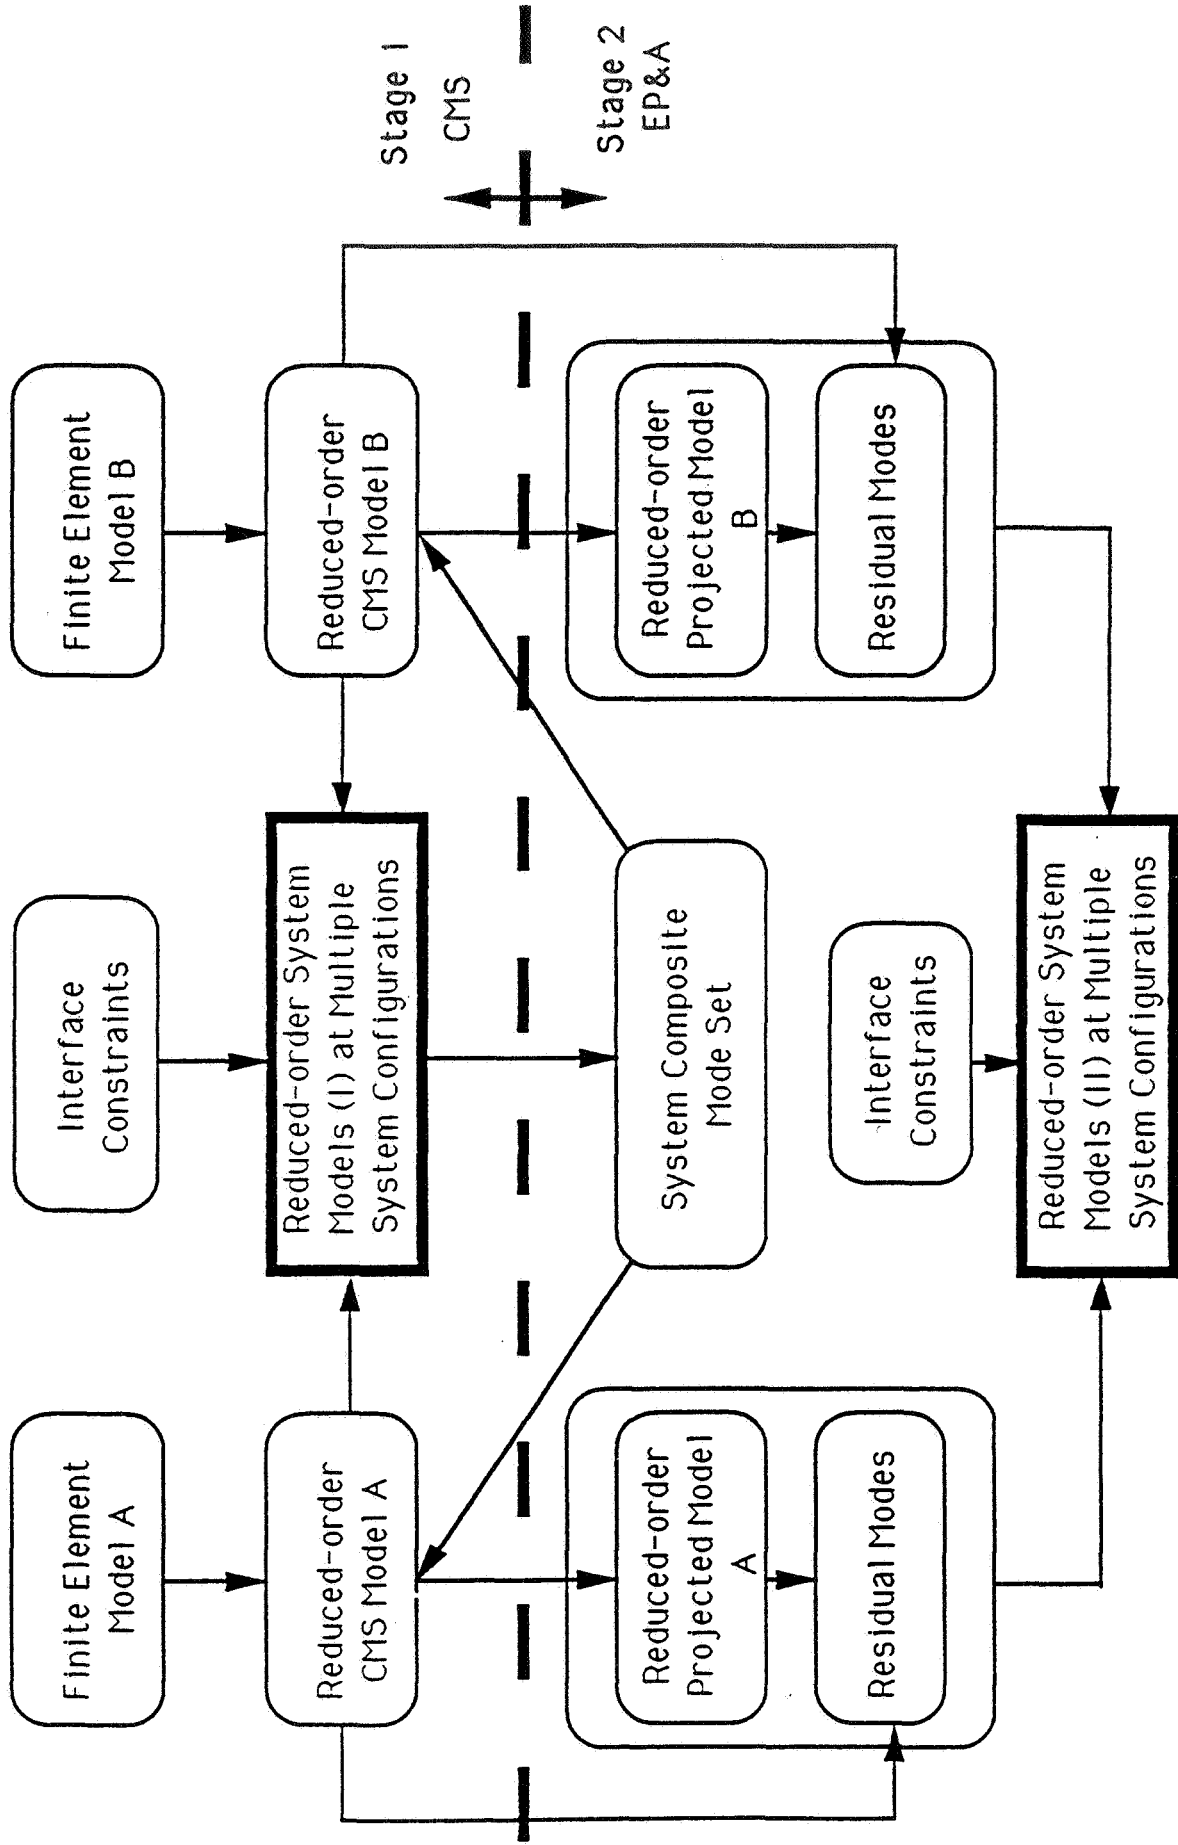 Finite Element
Model A
Interface
Constraints
Finite Element
Model B
Reduced-order
CMS Model A
Reduced-order System
Models (I) at Multiple
System Configurations
Reduced-order
CMS Model B
Stage 1
CMS
Stage 2
EP&A
Reduced-order
Projected Model
A
Residual Modes
System Composite
Mode Set
Reduced-order
Projected Model
B
Residual Modes
Interface
Constraints
Reduced-order System
Models (II) at Multiple
System Configurations